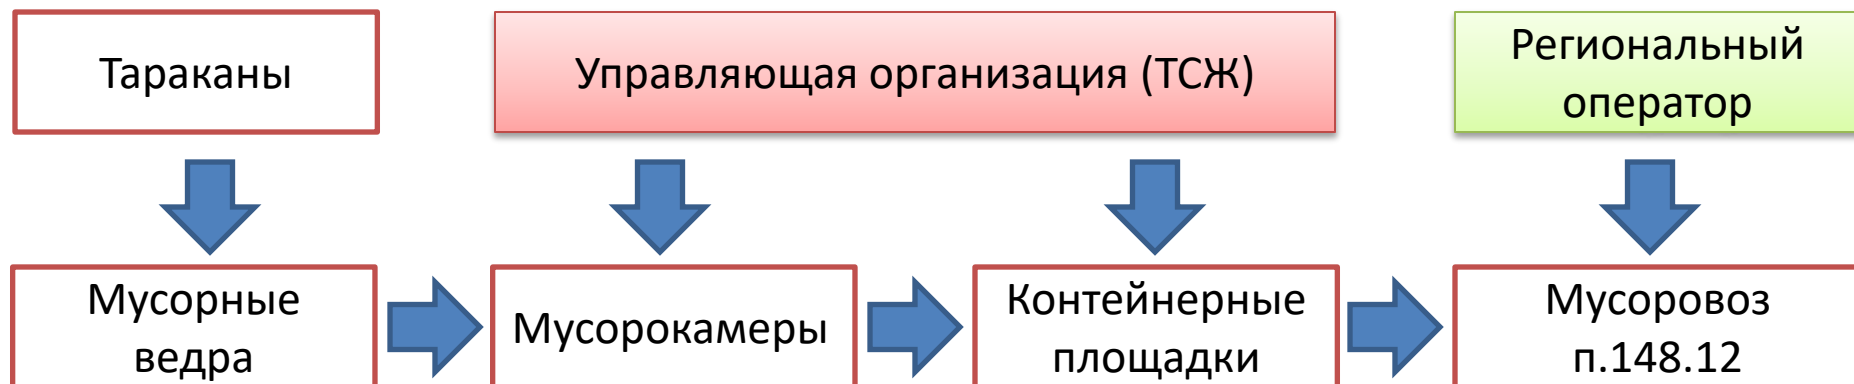 Тараканы
Управляющая организация (ТСЖ)
Региональный
оператор
Мусорные
ведра
Мусорокамеры
Контейнерные
площадки
Мусоровоз
п.148.12